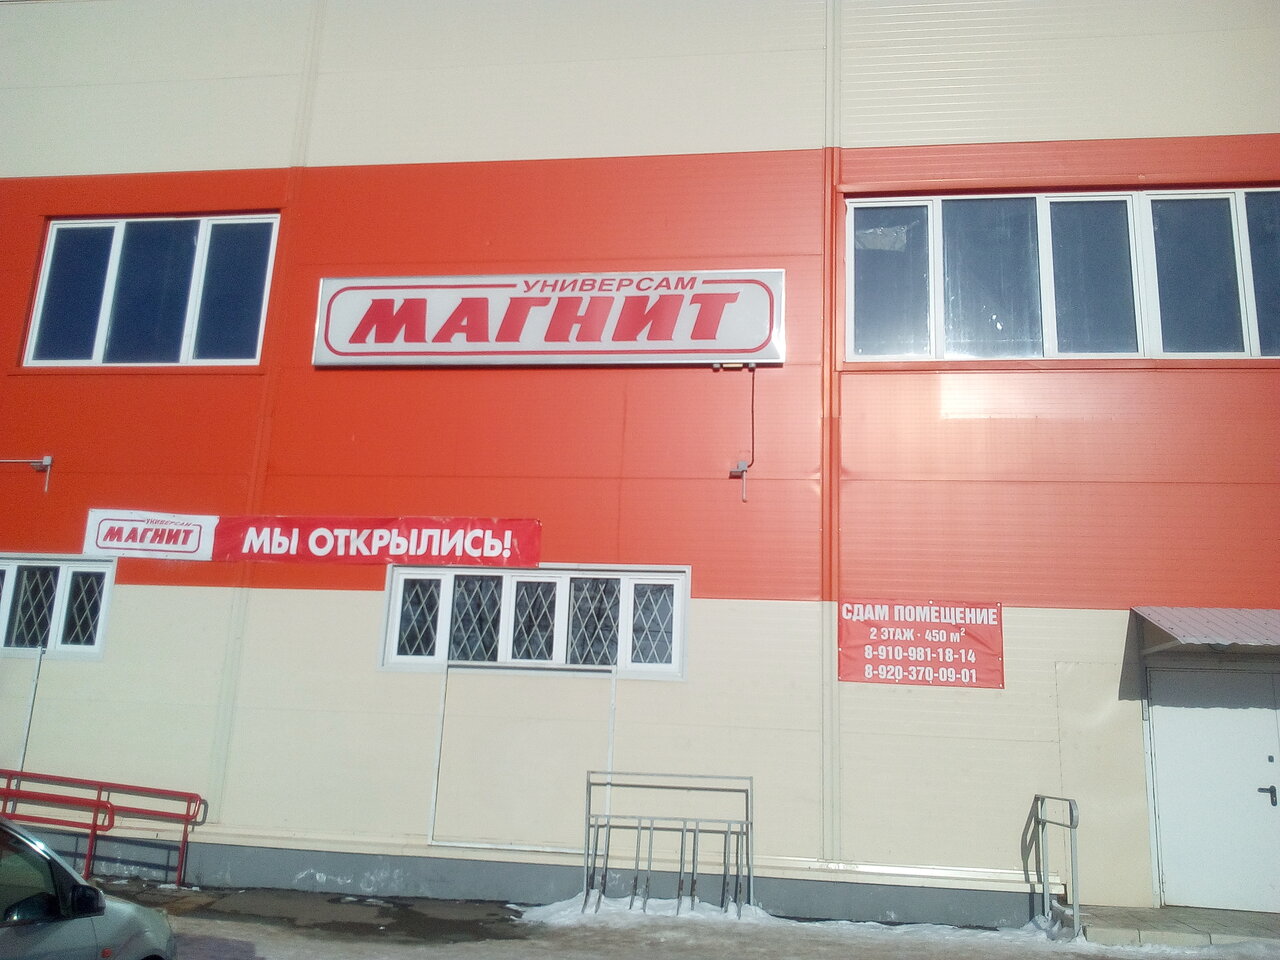 УНИВЕРСАМ
МАГНИТ
УНИВЕРСАМ
МАГНИТ
МЫ ОТКРЫЛИСЬ!
СДАМ ПОМЕЩЕНИЕ
2 ЭТАЖ - 450 м²
8-910-981-18-14
8-920-370-09-01